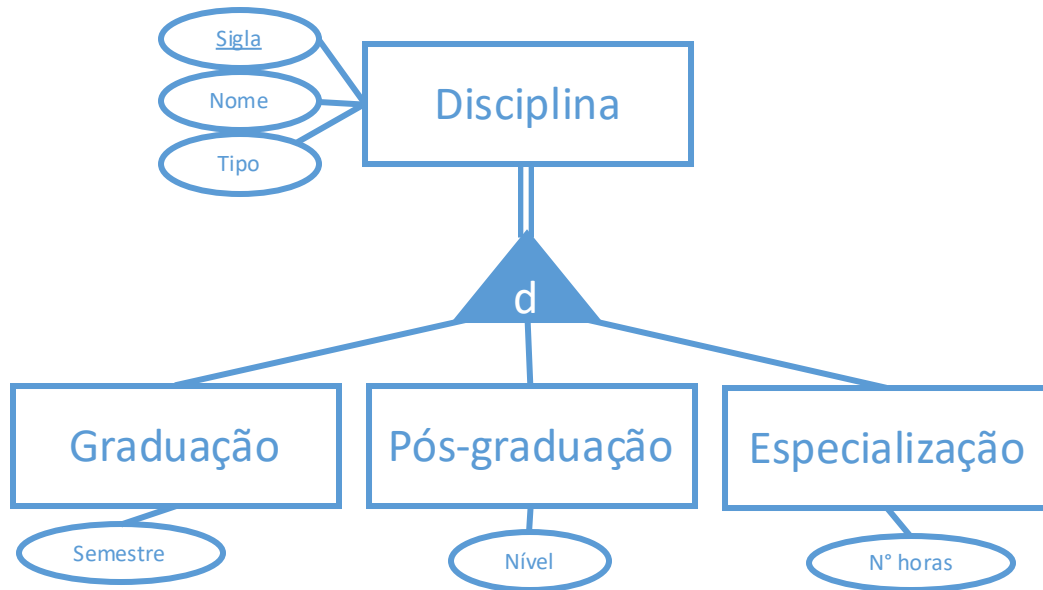 Sigla
Nome
Tipo
Disciplina
d
Graduação
Pós-graduação
Especialização
Semestre
Nível
N° horas